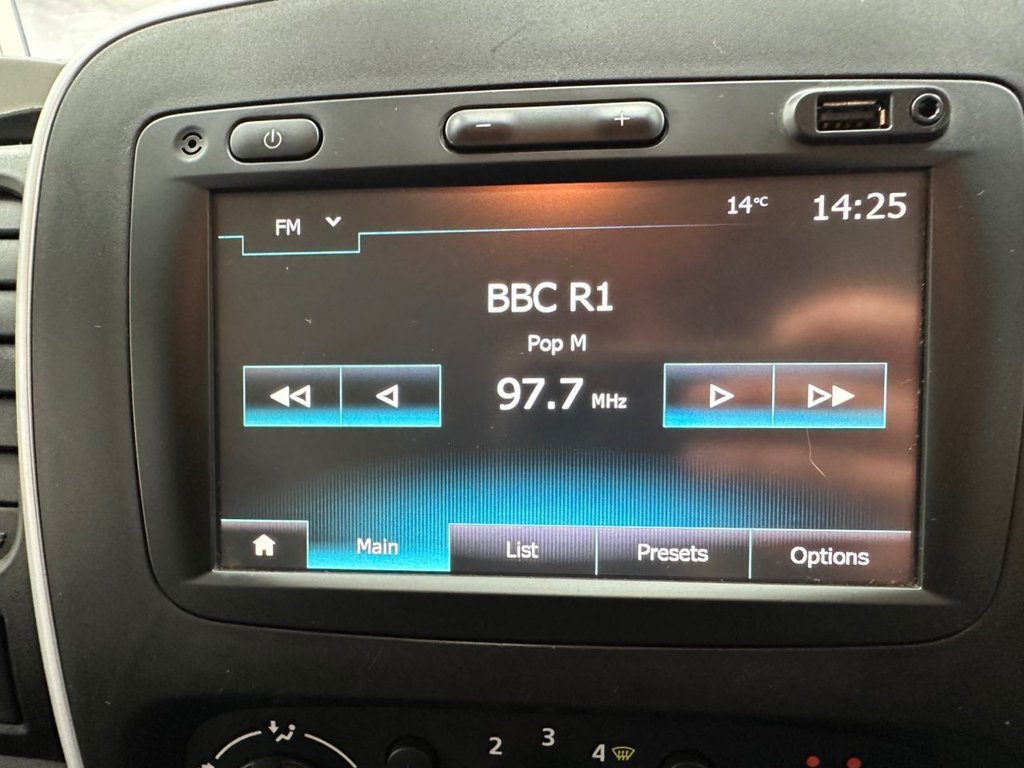 − +
FM 14°C 14:25
BBC R1
Pop M
97.7 MHz
Main List Presets Options
2 3 4